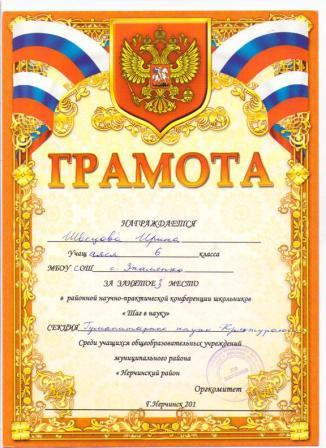 ГРАМОТА
НАГРАЖДАЕТСЯ
Швецова Ирина
Учащаяся 6 класса
МБОУ СОШ с. Знаменка
ЗА ЗАНЯТОЕ 3 МЕСТО
в районной научно-практической конференции школьников
« Шаг в науку»
СЕКЦИЯ Гуманитарные науки
Среди учащихся общеобразовательных учреждений
муниципального района
« Нерчинский район
Оргкомитет
Г.Нерчинск 201